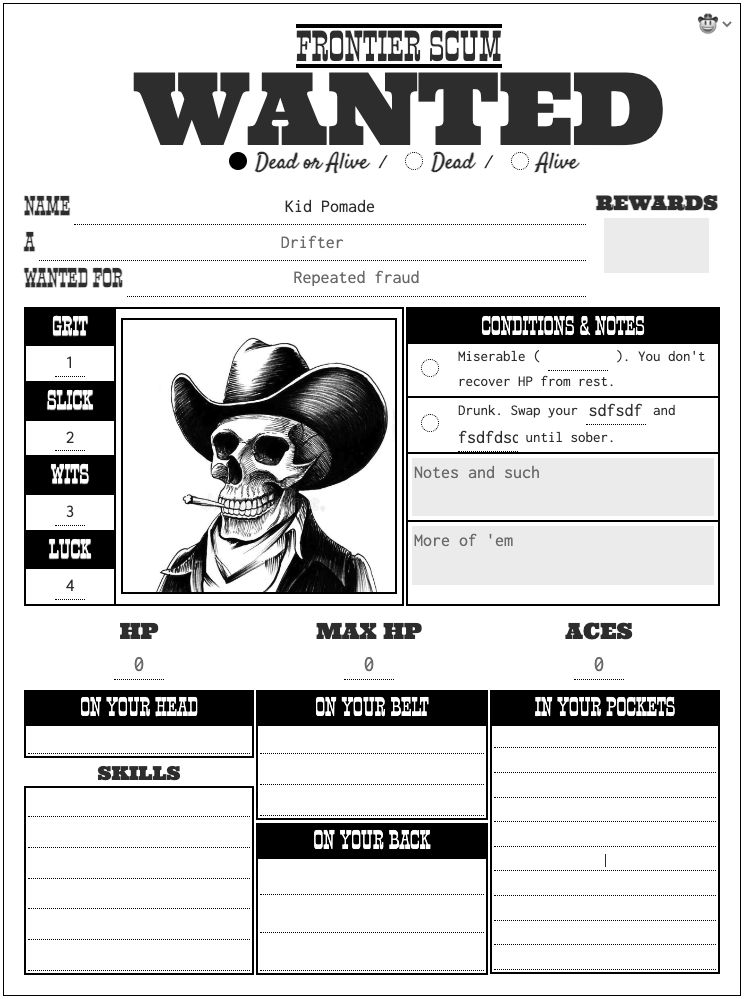 FRONTIER SCUM
WANTED
Dead or Alive / Dead / Alive
NAME Kid Pomade
REWARDS
A Drifter
WANTED FOR Repeated fraud
GRIT
1
SLICK
2
WITS
3
LUCK
4
CONDITIONS & NOTES
Miserable ( ). You don't
recover HP from rest.
Drunk. Swap your sdfsdf and
fsdfdsc until sober.
Notes and such
More of 'em
HP MAX HP ACES
0 0 0
ON YOUR HEAD
SKILLS
ON YOUR BELT
ON YOUR BACK
IN YOUR POCKETS